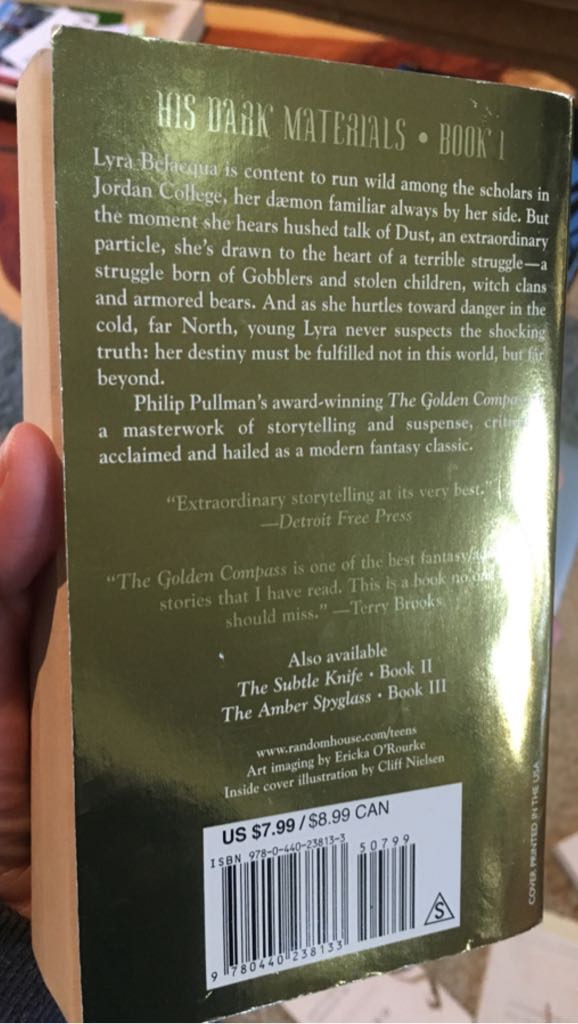 HIS DARK MATERIALS • BOOK I
Lyra Belacqua is content to run wild among the scholars in
Jordan College, her dæmon familiar always by her side. But
the moment she hears hushed talk of Dust, an extraordinary
particle, she's drawn to the heart of a terrible struggle—a
struggle born of Gobblers and stolen children, witch clans
and armored bears. And as she hurtles toward danger in the
cold, far North, young Lyra never suspects the shocking
truth: her destiny must be fulfilled not in this world, but far
beyond.
Philip Pullman's award-winning The Golden
a masterwork of storytelling and suspense,
acclaimed and hailed as a modern fantasy classic.
"Extraordinary storytelling at its very best."
—Detroit Free Press
"The Golden Compass is one of the best
stories that I have read. This is a book no one
should miss." —Terry Brooks
Also available
The Subtle Knife • Book II
The Amber Spyglass • Book III
www.randomhouse.com/teens
Art imaging by Ericka O'Rourke
Inside cover illustration by Cliff Nielsen
US $7.99 / $8.99 CAN
ISBN 978-0-440-23813-3
50799
9 780440 238133
S
COVER PRINTED IN THE USA